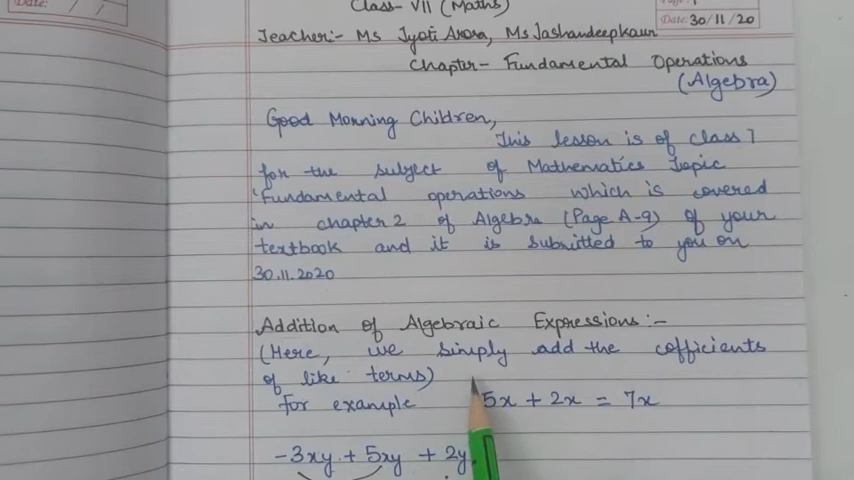 Date: / /
Class- VII (Maths)
Date: 30/11/20
Teacher:- Ms Jyoti Arora, Ms Jashandeepkaur
Chapter- Fundamental Operations
(Algebra)
Good Morning Children,
This lesson is of class 7
for the subject of Mathematics Topic
'Fundamental operations which is covered
in chapter 2 of Algebra (Page A-9) of your
textbook and it is submitted to you on
30.11.2020
Addition of Algebraic Expressions:-
(Here, we simply add the cofficients
of like terms)
for example 5x + 2x = 7x
-3xy + 5xy + 2y